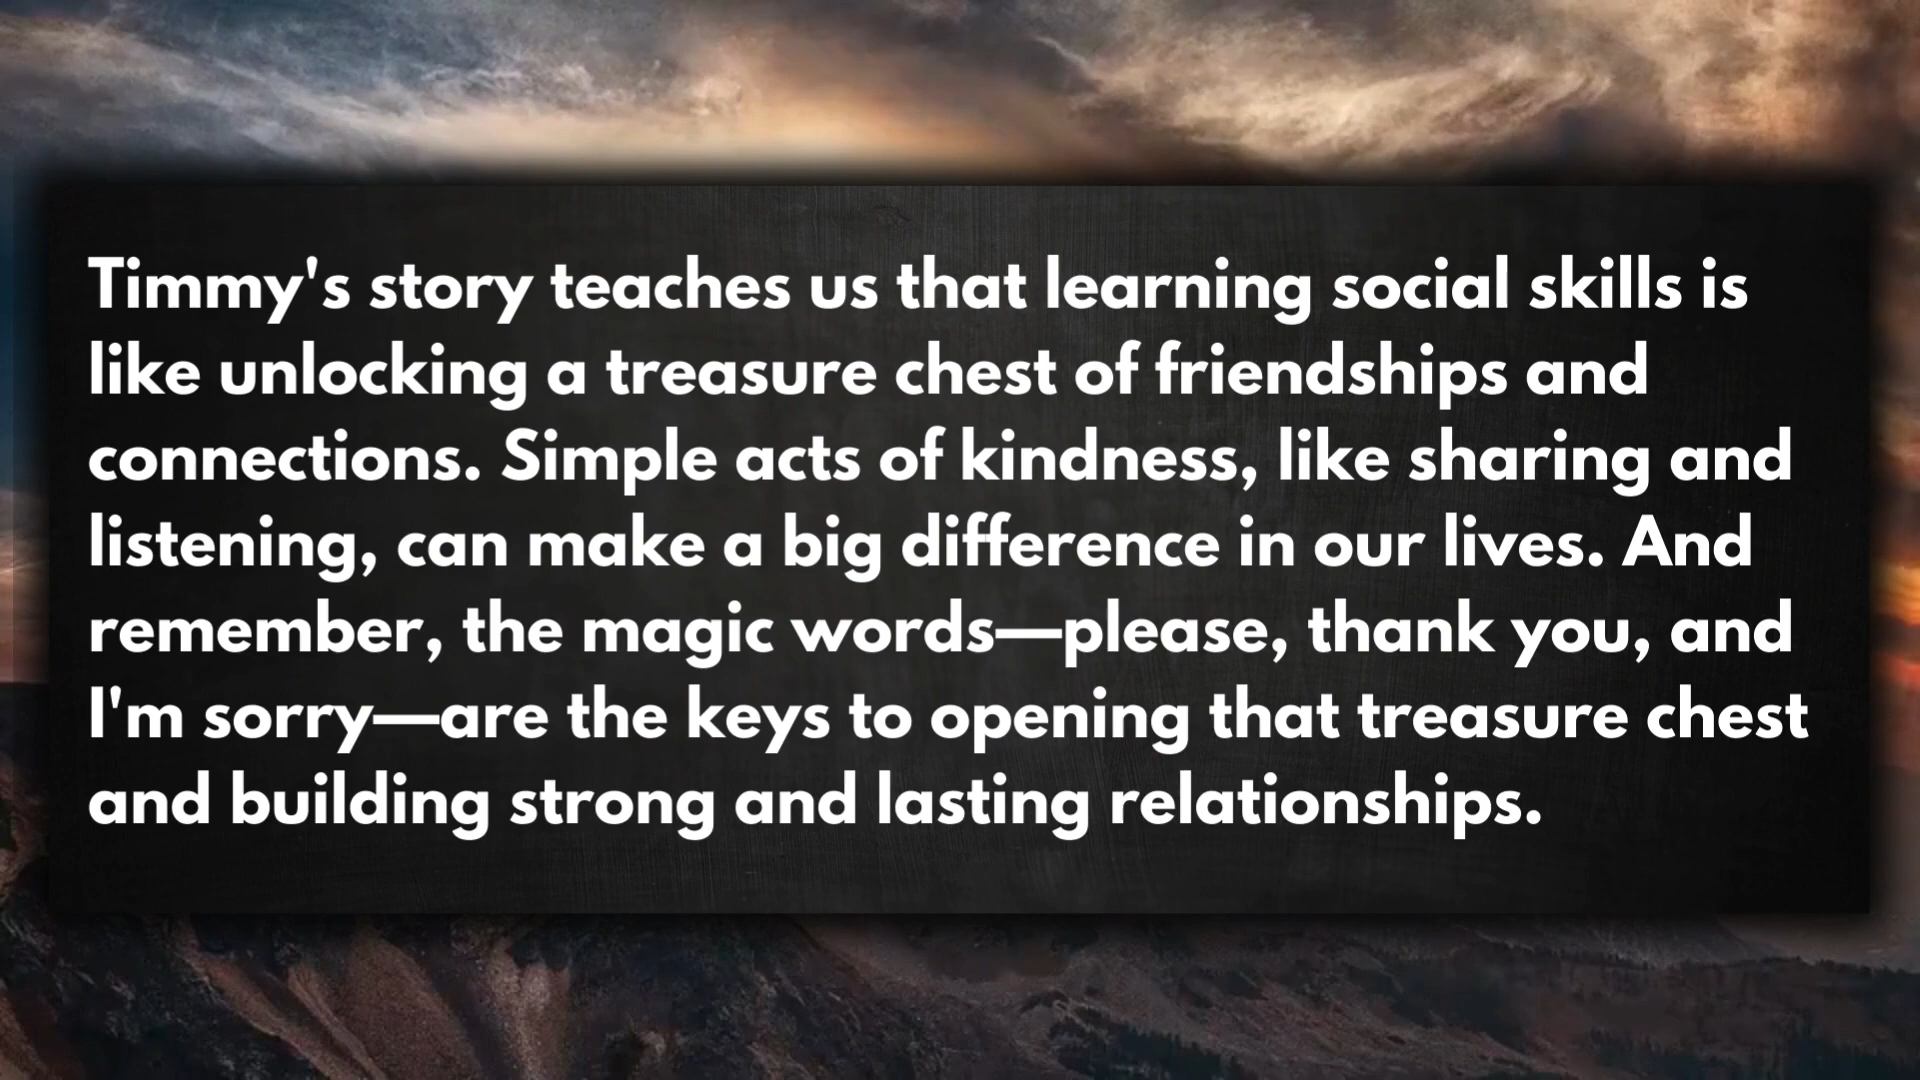 Timmy's story teaches us that learning social skills is
like unlocking a treasure chest of friendships and
connections. Simple acts of kindness, like sharing and
listening, can make a big difference in our lives. And
remember, the magic words—please, thank you, and
I'm sorry—are the keys to opening that treasure chest
and building strong and lasting relationships.